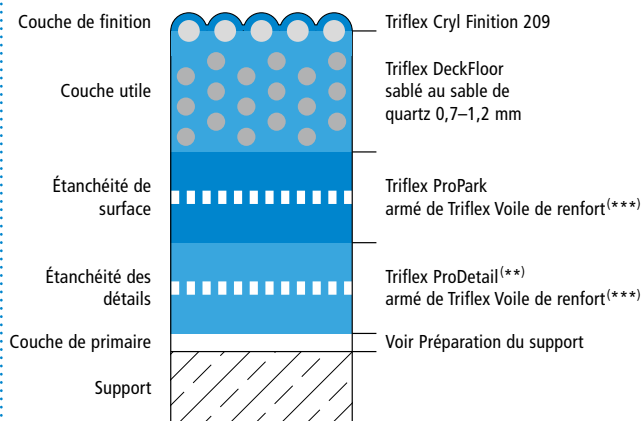 Couche de finition
Triflex Cryl Finition 209
Couche utile
Triflex DeckFloor
sablé au sable de
quartz 0,7–1,2 mm
Étanchéité de
surface
Triflex ProPark
armé de Triflex Voile de renfort(***)
Étanchéité des
détails
Triflex ProDetail(**)
armé de Triflex Voile de renfort(***)
Couche de primaire
Voir Préparation du support
Support